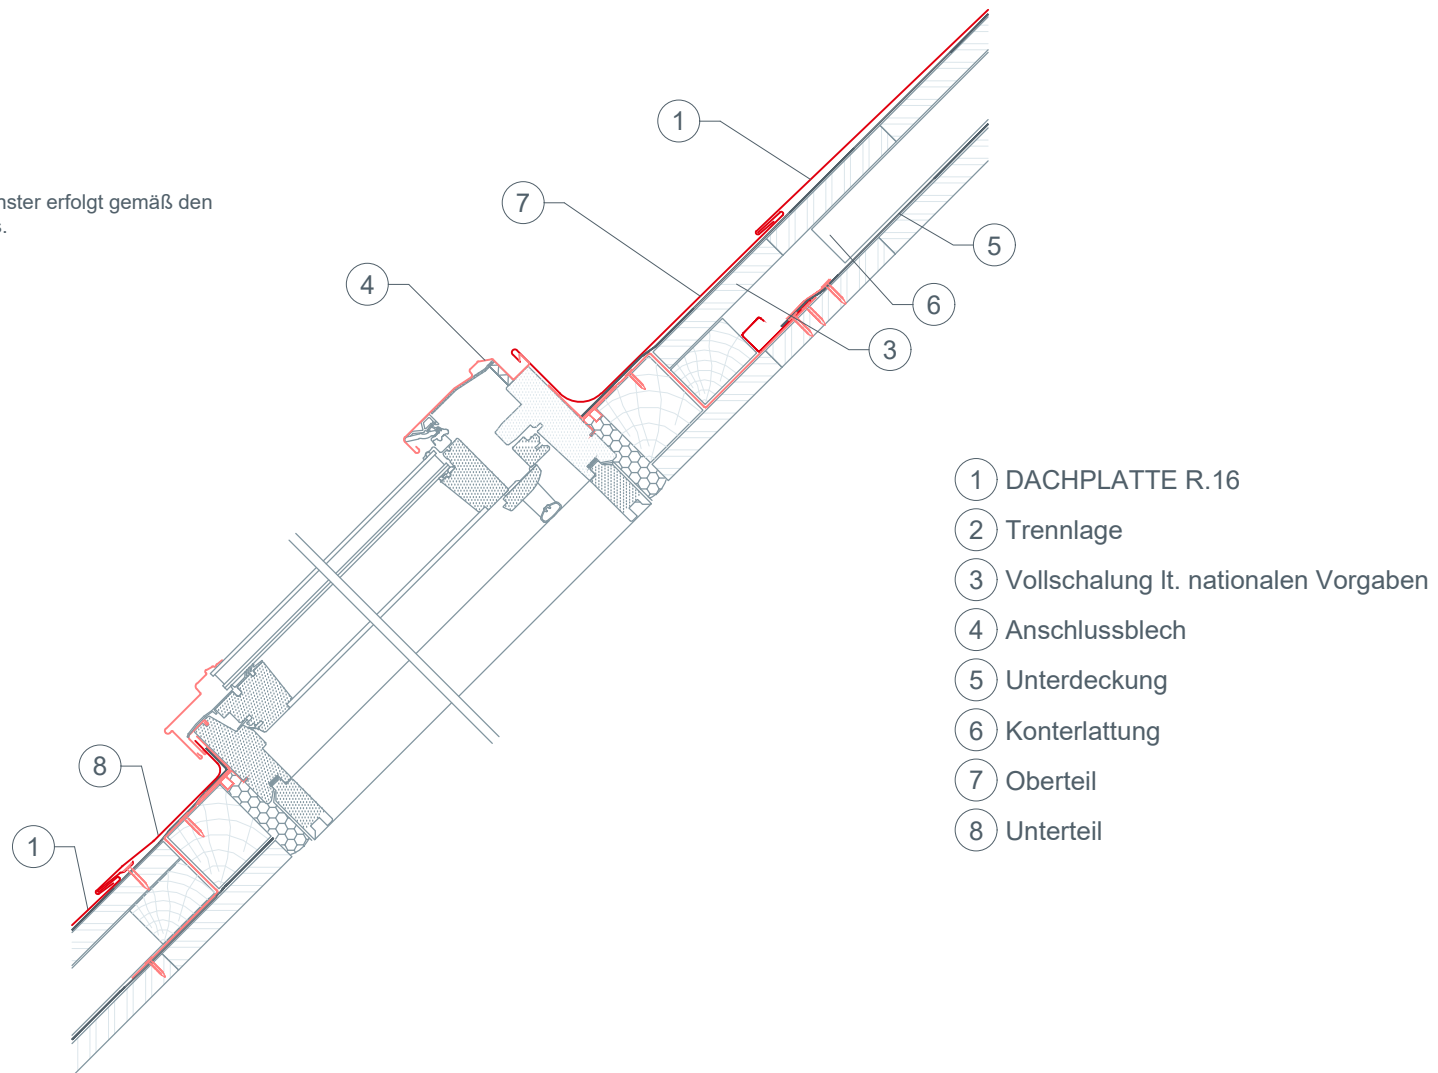 erfolgt gemäß den
1
7
5
4
6
3
8
1
1 DACHPLATTE R.16
2 Trennlage
3 Vollschalung lt. nationalen Vorgaben
4 Anschlussblech
5 Unterdeckung
6 Konterlattung
7 Oberteil
8 Unterteil